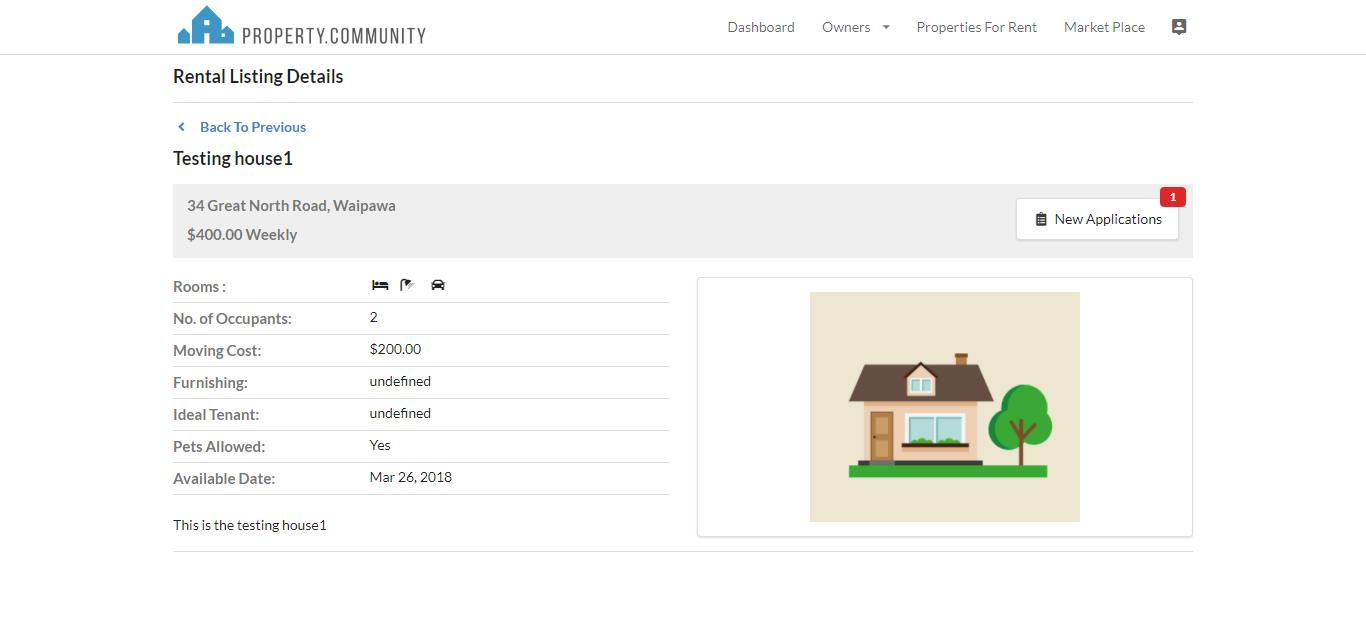 PROPERTY.COMMUNITY
Dashboard Owners Properties For Rent Market Place
Rental Listing Details
Back To Previous
Testing house1
34 Great North Road, Waipawa
$400.00 Weekly
1
New Applications
Rooms :
No. of Occupants: 2
Moving Cost: $200.00
Furnishing: undefined
Ideal Tenant: undefined
Pets Allowed: Yes
Available Date: Mar 26, 2018
This is the testing house1